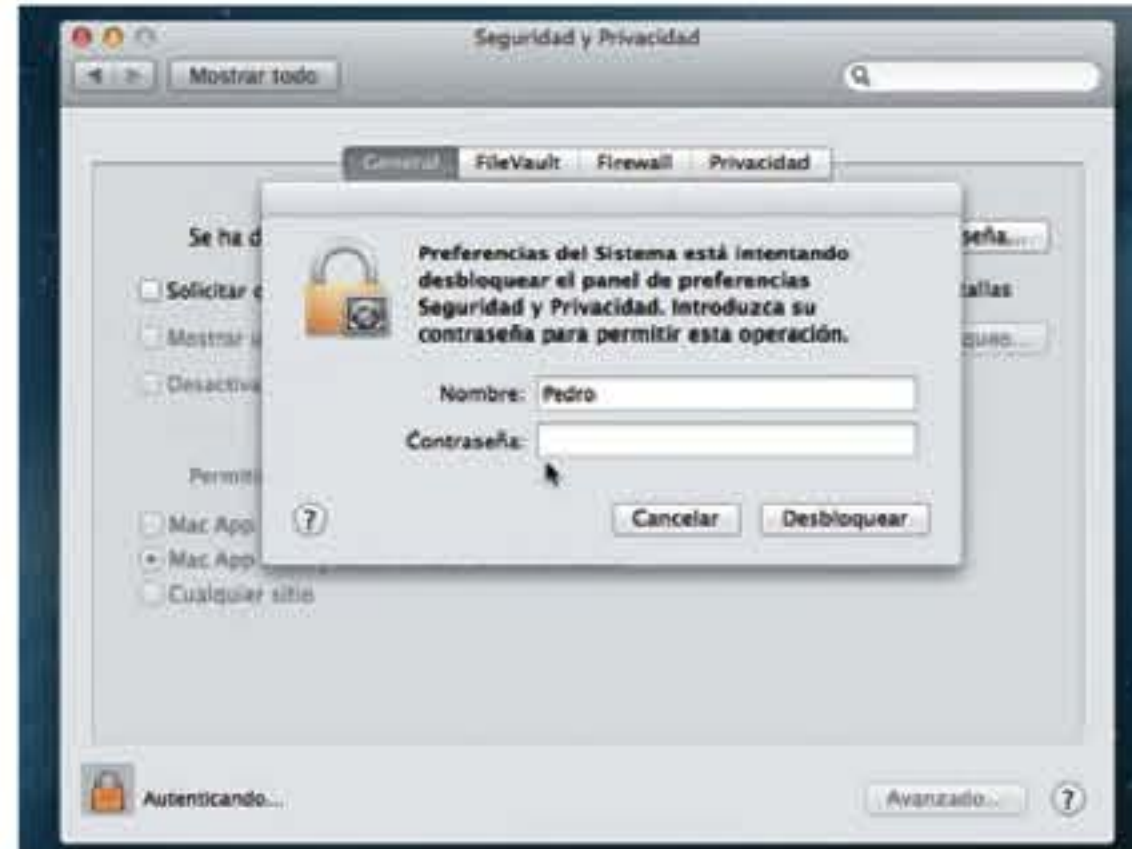 Seguridad y Privacidad
Mostrar todo
General FileVault Firewall Privacidad
Se ha d
seña...
Preferencias del Sistema está intentando
desbloquear el panel de preferencias
Seguridad y Privacidad. Introduzca su
contraseña para permitir esta operación.
Solicitar c
tallas
Mostrar u
queo...
Desactiva
Nombre: Pedro
Contraseña:
Permiti
? Cancelar Desbloquear
Mac App
Mac App
Cualquier sitio
Autenticando...
Avanzado... ?